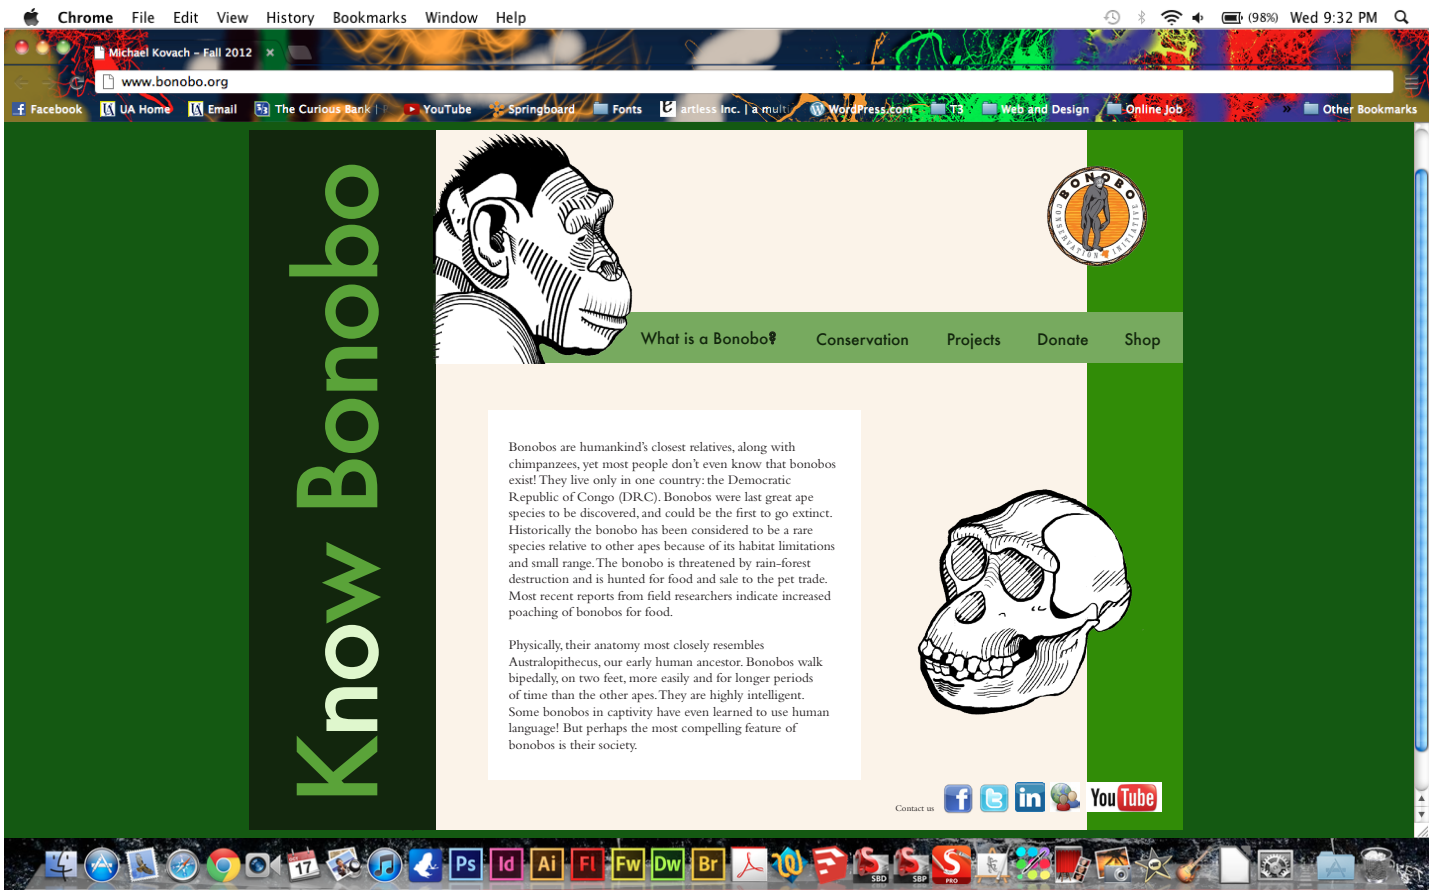 Chrome File Edit View History Bookmarks Window Help (98%) Wed 9:32 PM
Michael Kovach – Fall 2012
www.bonobo.org
Facebook UA Home Email The Curious Bank | YouTube Springboard Fonts artless Inc. | a multi WordPress.com T3 Web and Design Online Job » Other Bookmarks
Know Bonobo
BONOBO
CONSERVATION INITIATIVE
What is a Bonobo? Conservation Projects Donate Shop
Bonobos are humankind's closest relatives, along with
chimpanzees, yet most people don't even know that bonobos
exist! They live only in one country: the Democratic
Republic of Congo (DRC). Bonobos were last great ape
species to be discovered, and could be the first to go extinct.
Historically the bonobo has been considered to be a rare
species relative to other apes because of its habitat limitations
and small range. The bonobo is threatened by rain-forest
destruction and is hunted for food and sale to the pet trade.
Most recent reports from field researchers indicate increased
poaching of bonobos for food.
Physically, their anatomy most closely resembles
Australopithecus, our early human ancestor. Bonobos walk
bipedally, on two feet, more easily and for longer periods
of time than the other apes. They are highly intelligent.
Some bonobos in captivity have even learned to use human
language! But perhaps the most compelling feature of
bonobos is their society.
Contact us f t in You Tube
17 Ps Id Ai Fl Fw Dw Br SBD SBP PRO